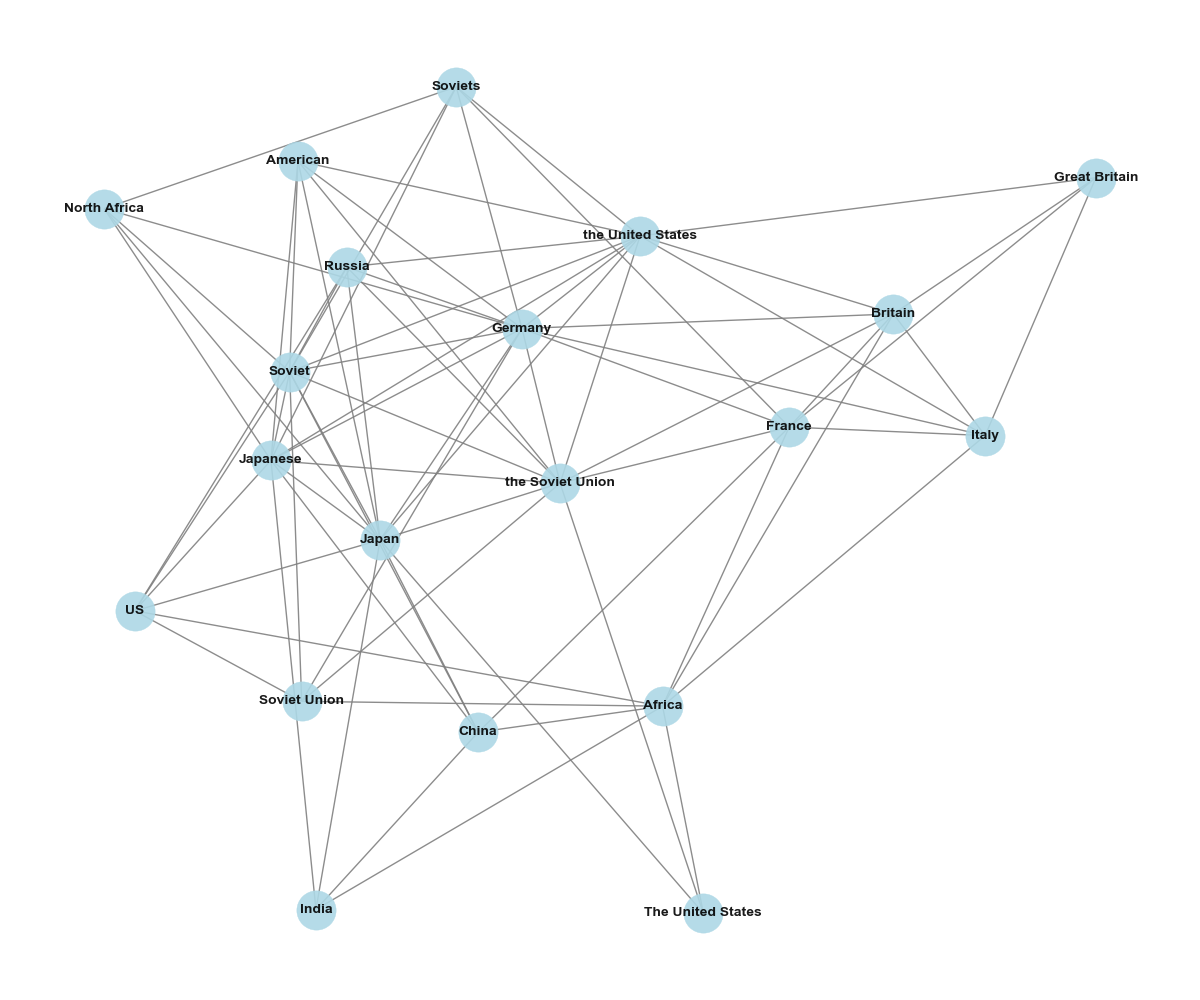 Soviets
American
Great Britain
North Africa
the United States
Russia
Britain
Germany
Soviet
France
Italy
Japanese
the Soviet Union
Japan
US
Soviet Union
Africa
China
India
The United States